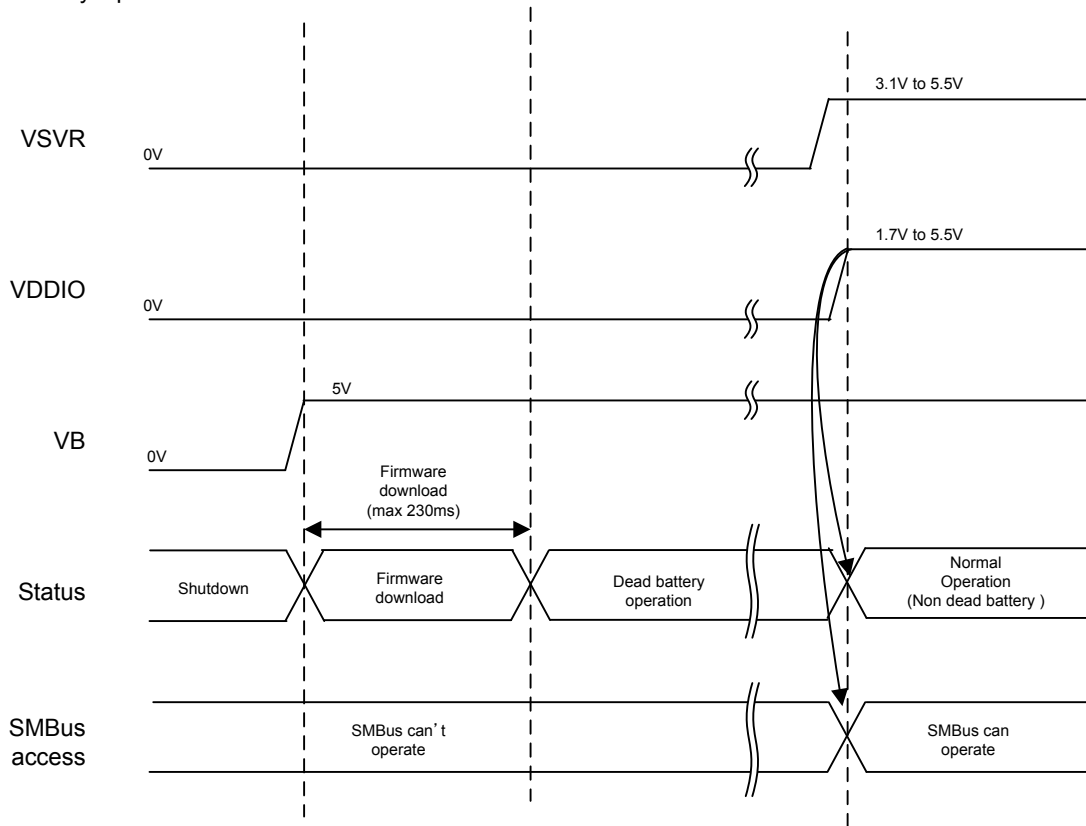 3.1V to 5.5V
VSVR
0V
1.7V to 5.5V
VDDIO
0V
5V
VB
0V
Firmware
download
(max 230ms)
Status
Shutdown
Firmware
download
Dead battery
operation
Normal
Operation
(Non dead battery )
SMBus
access
SMBus can't
operate
SMBus can
operate